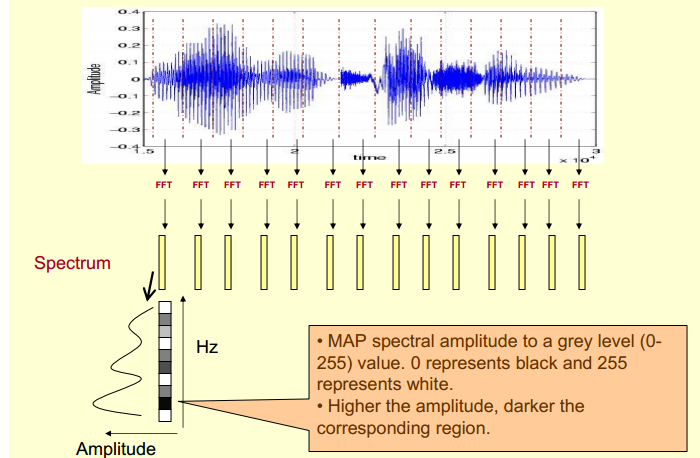 0.4
0.3
0.2
0.1
0
-0.1
-0.2
-0.3
-0.4
Amplitude
1.5 2 2.5 3
time
x 10⁴
FFT FFT FFT FFT FFT FFT FFT FFT FFT FFT FFT FFT FFT FFT
Spectrum
Hz
Amplitude
• MAP spectral amplitude to a grey level (0-
255) value. 0 represents black and 255
represents white.
• Higher the amplitude, darker the
corresponding region.